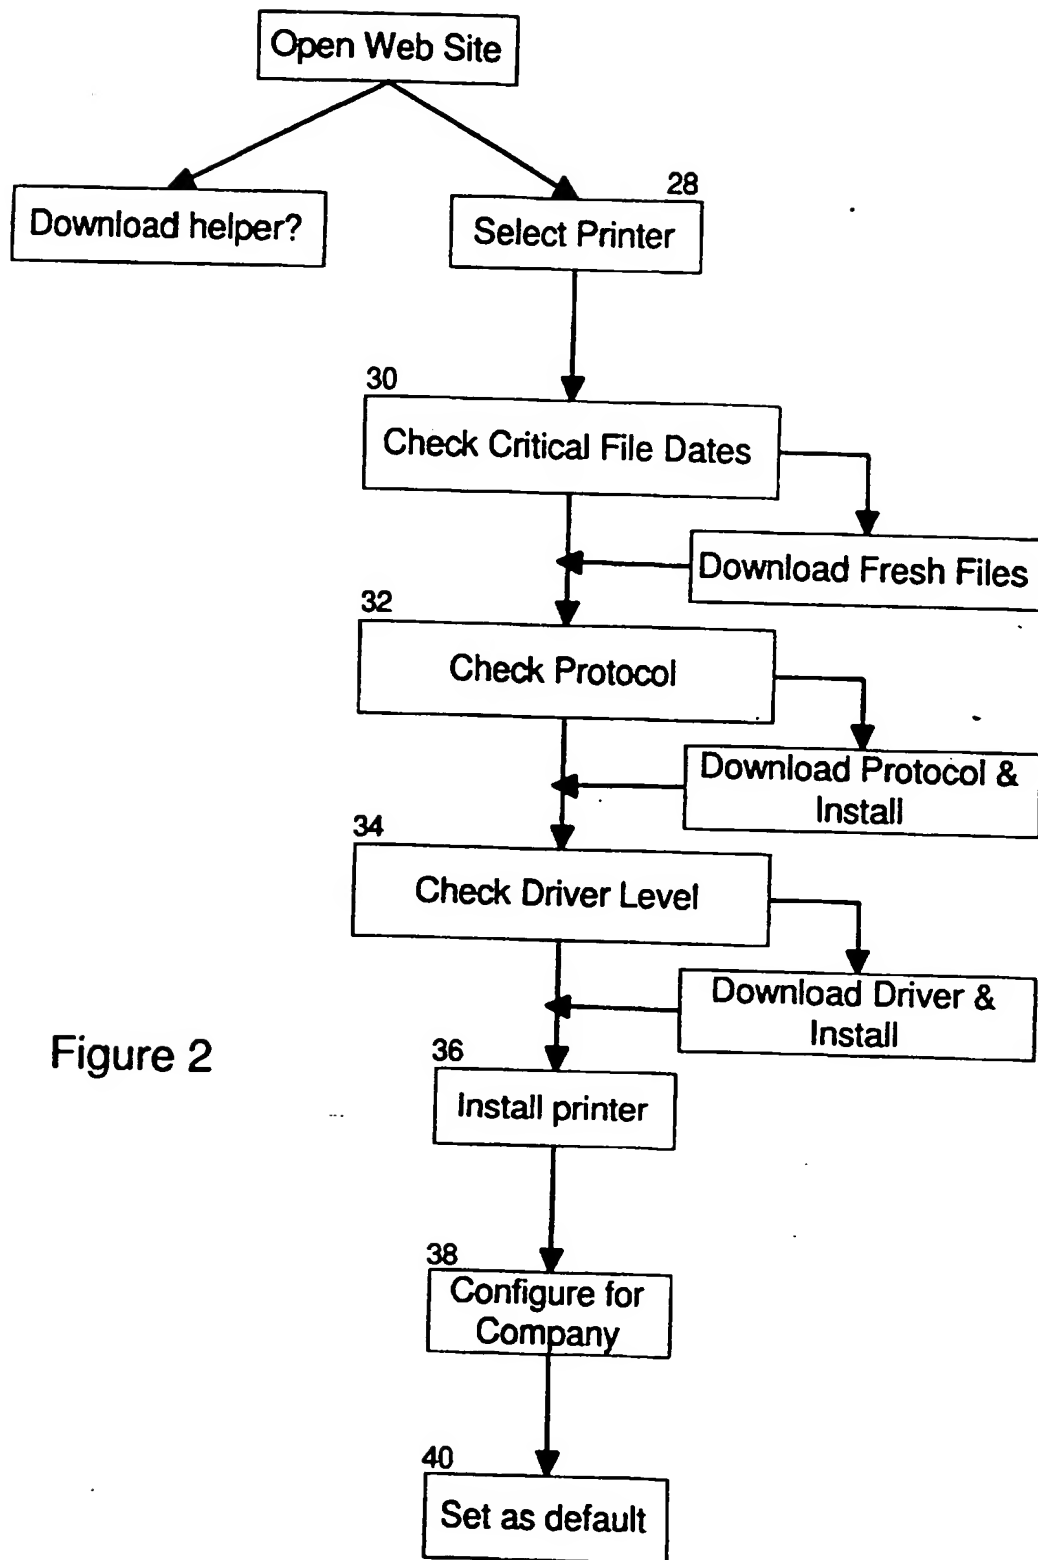 Open Web Site
Download helper?
28
Select Printer
30
Check Critical File Dates
Download Fresh Files
32
Check Protocol
Download Protocol &
Install
34
Check Driver Level
Download Driver &
Install
Figure 2
36
Install printer
38
Configure for
Company
40
Set as default